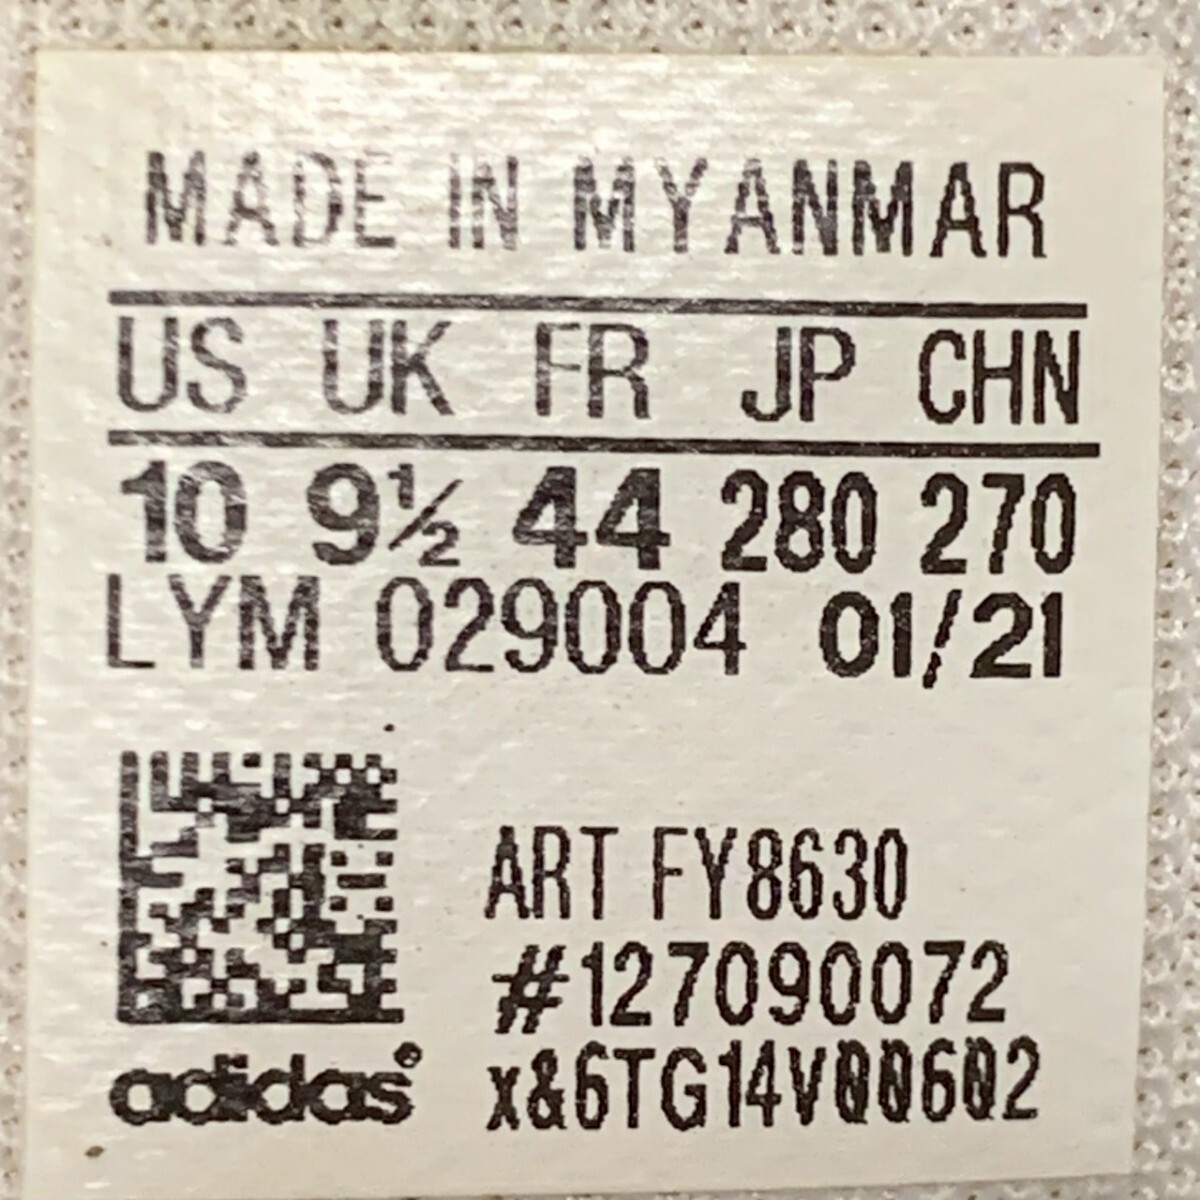 MADE IN MYANMAR
US UK FR JP CHN
10 9½ 44 280 270
LYM 029004 01/21
ART FY8630
#127090072
adidas® x&6TG14V00602